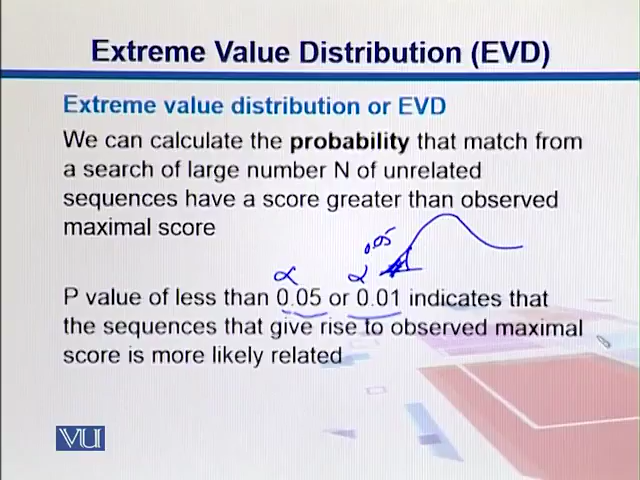 Extreme Value Distribution (EVD)
Extreme value distribution or EVD
We can calculate the probability that match from
a search of large number N of unrelated
sequences have a score greater than observed
maximal score
0.05
α α
P value of less than 0.05 or 0.01 indicates that
the sequences that give rise to observed maximal
score is more likely related
VU